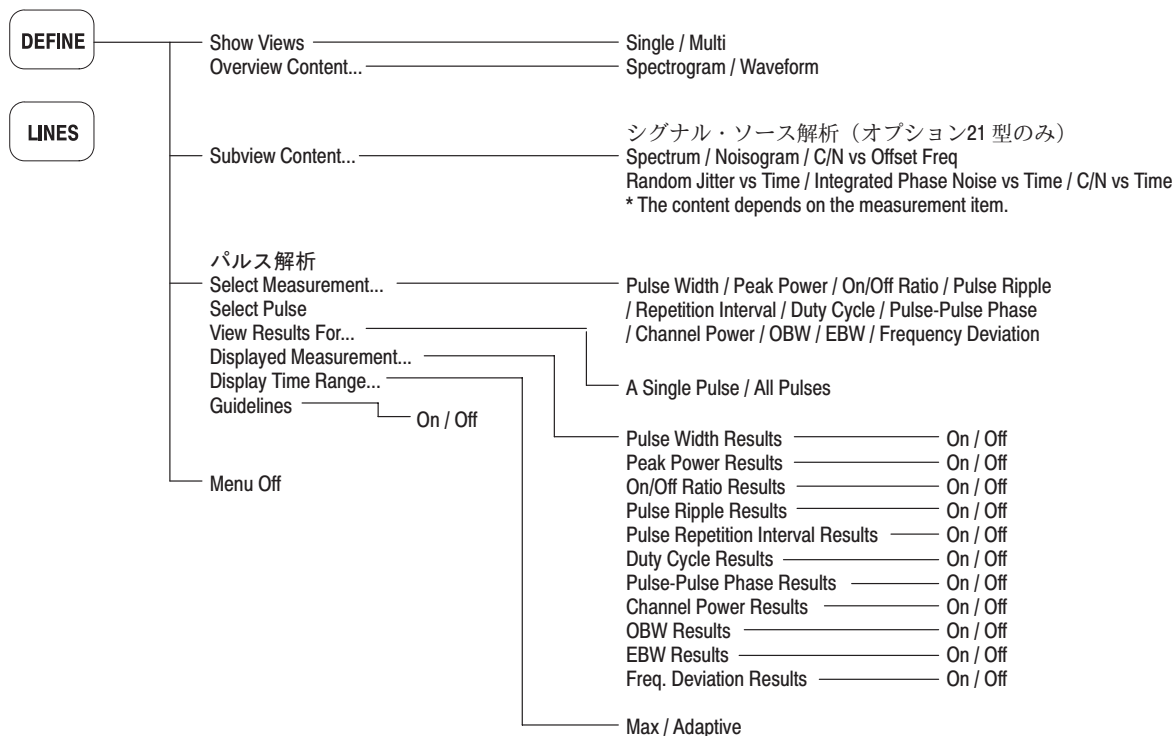 DEFINE
Show Views
Single / Multi
Overview Content...
Spectrogram / Waveform
LINES
シグナル・ソース解析（オプション21 型のみ）
Subview Content...
Spectrum / Noisogram / C/N vs Offset Freq
Random Jitter vs Time / Integrated Phase Noise vs Time / C/N vs Time
* The content depends on the measurement item.
パルス解析
Select Measurement...
Pulse Width / Peak Power / On/Off Ratio / Pulse Ripple
/ Repetition Interval / Duty Cycle / Pulse-Pulse Phase
/ Channel Power / OBW / EBW / Frequency Deviation
Select Pulse
View Results For...
A Single Pulse / All Pulses
Displayed Measurement...
Display Time Range...
Guidelines
On / Off
Pulse Width Results On / Off
Peak Power Results On / Off
On/Off Ratio Results On / Off
Pulse Ripple Results On / Off
Pulse Repetition Interval Results On / Off
Duty Cycle Results On / Off
Pulse-Pulse Phase Results On / Off
Channel Power Results On / Off
OBW Results On / Off
EBW Results On / Off
Freq. Deviation Results On / Off
Menu Off
Max / Adaptive